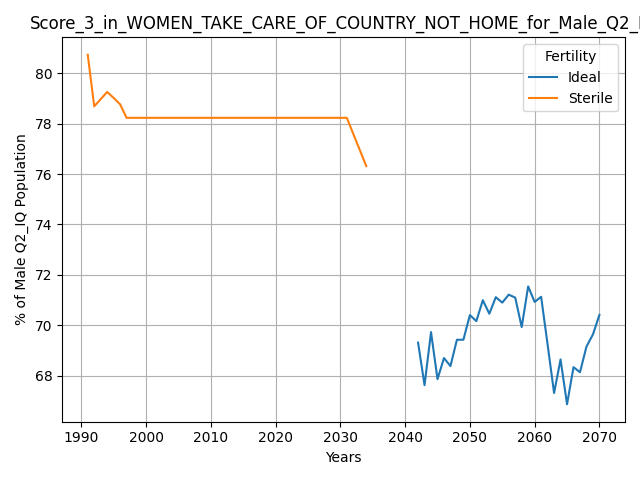 Score_3_in_WOMEN_TAKE_CARE_OF_COUNTRY_NOT_HOME_for_Male_Q2_
Fertility
Ideal
Sterile
% of Male Q2_IQ Population
80
78
76
74
72
70
68
1990 2000 2010 2020 2030 2040 2050 2060 2070
Years